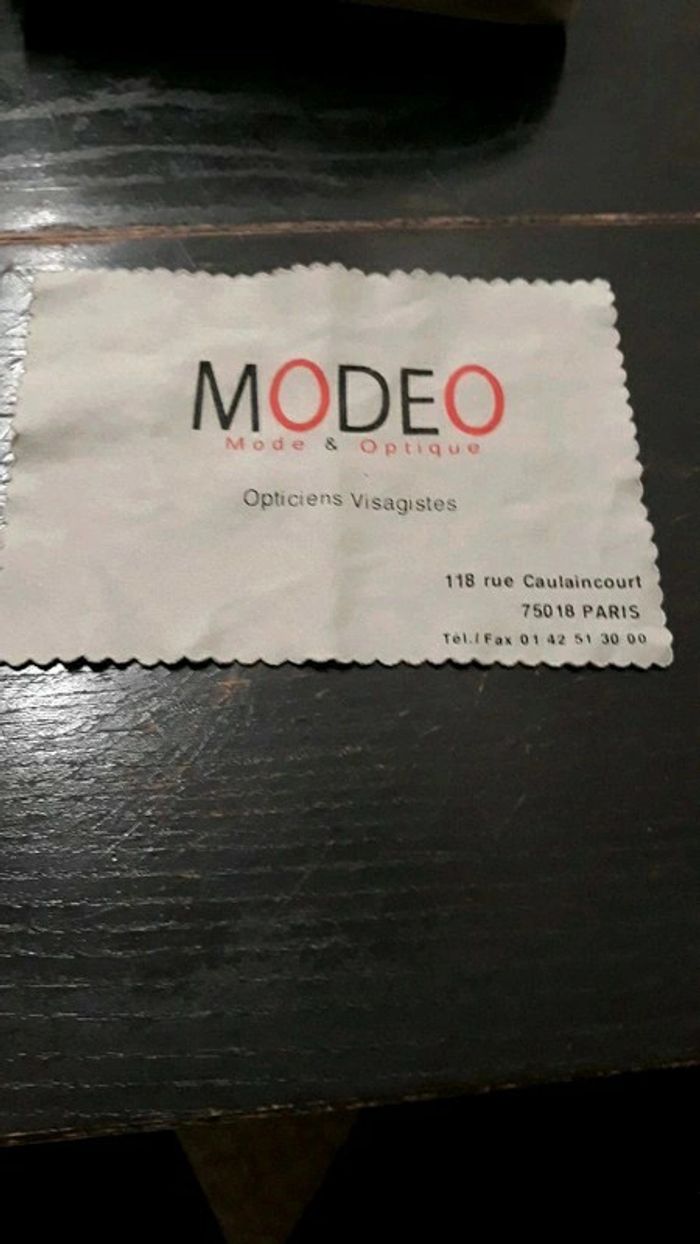 MODEO
Mode & Optique
Opticiens Visagistes
118 rue Caulaincourt
75018 PARIS
Tél./Fax 01 42 51 30 00